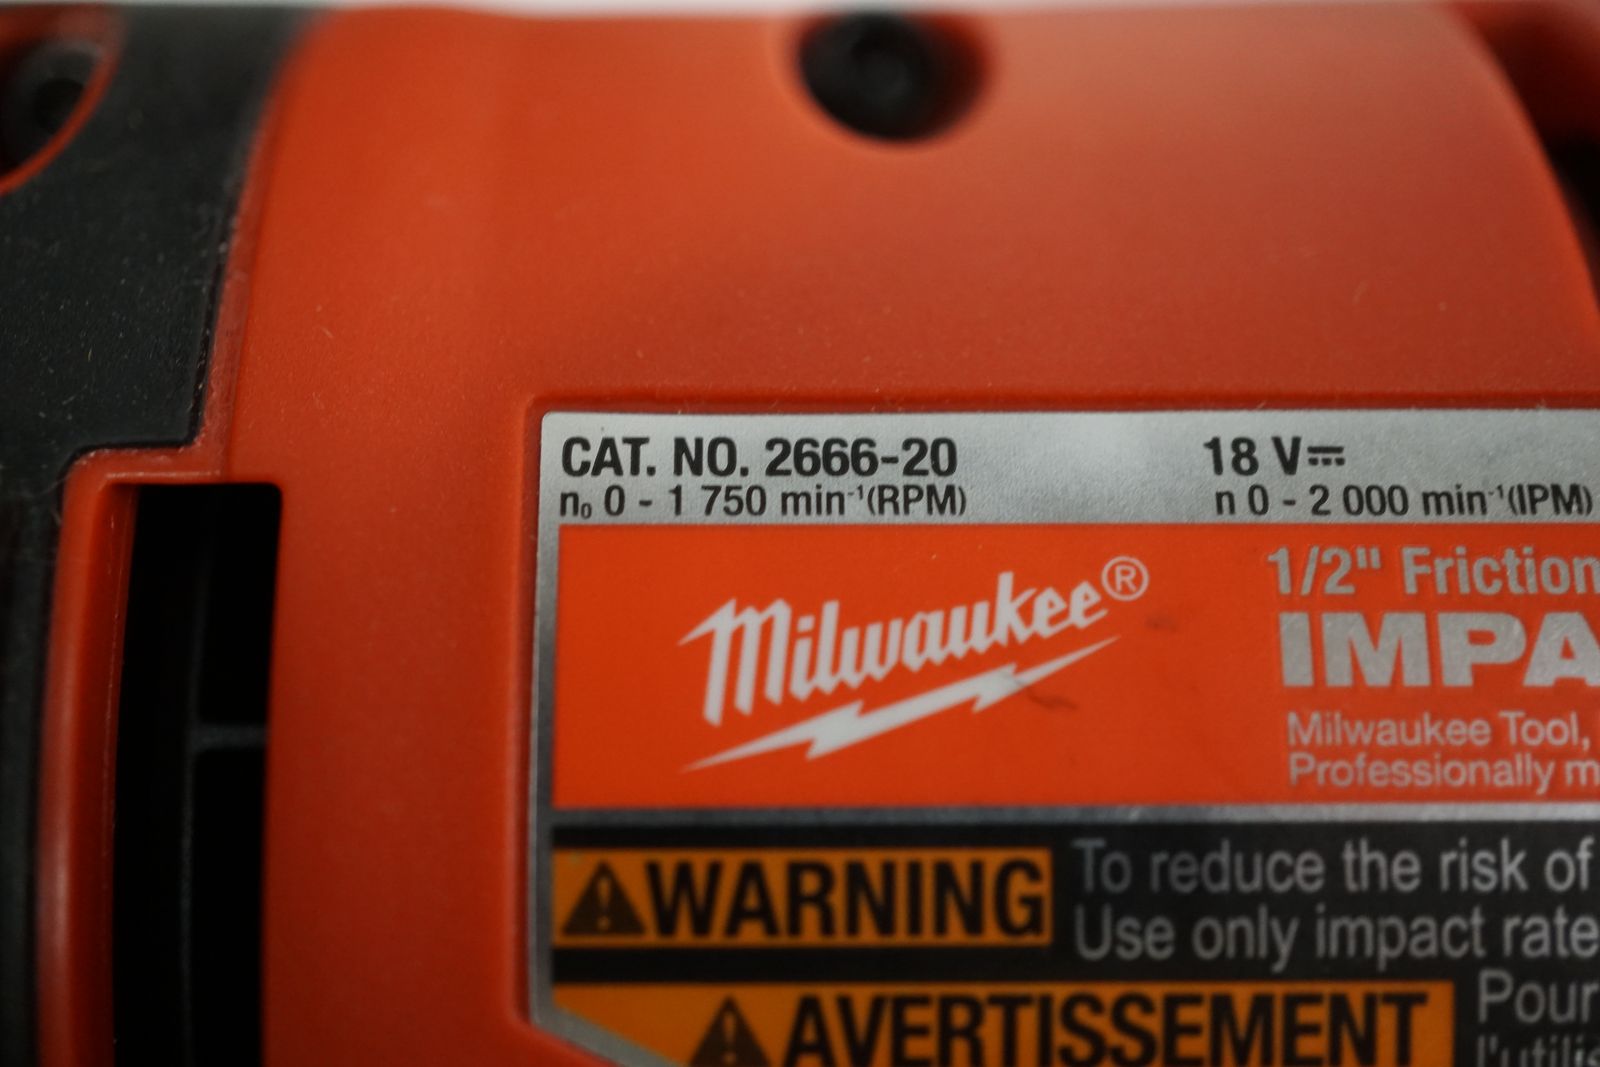 CAT. NO. 2666-20
18 V⎓
n₀ 0 - 1 750 min⁻¹(RPM)
n 0 - 2 000 min⁻¹(IPM)
Milwaukee®
1/2" Friction
IMPA
Milwaukee Tool,
Professionally m
WARNING
To reduce the risk of
Use only impact rate
AVERTISSEMENT
Pour
l'utilis